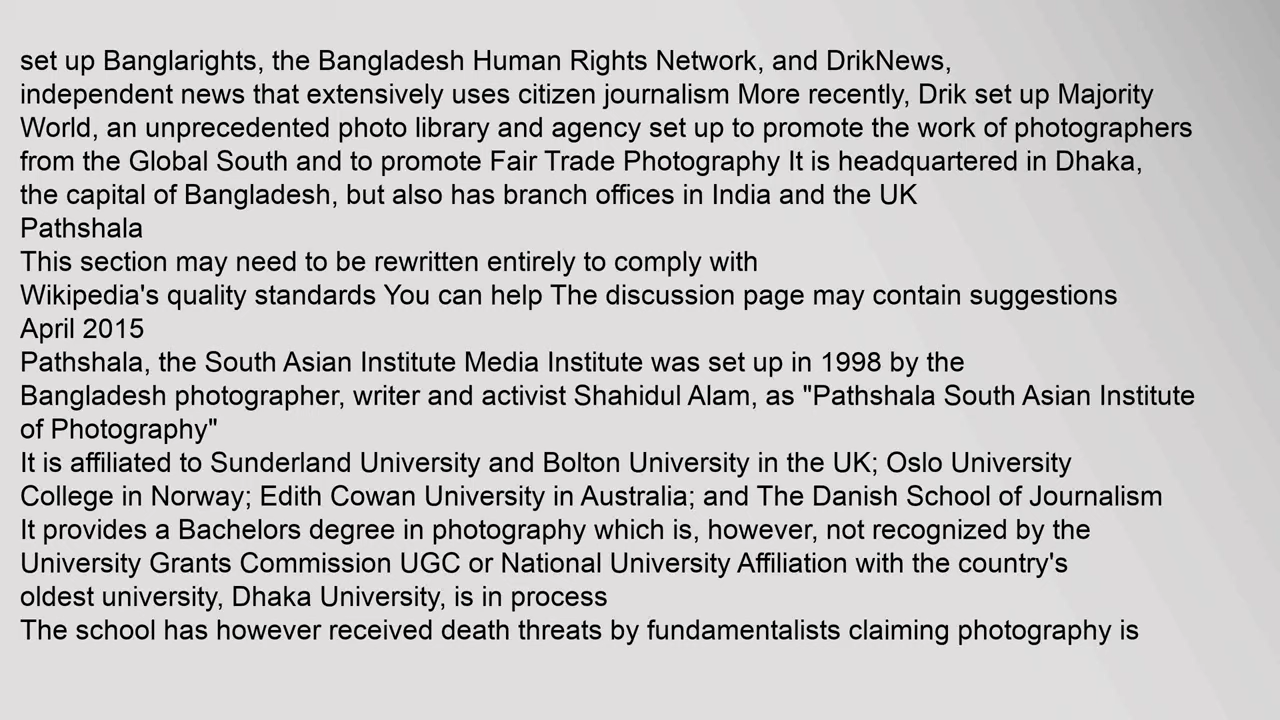 set up Banglarights, the Bangladesh Human Rights Network, and DrikNews,
independent news that extensively uses citizen journalism More recently, Drik set up Majority
World, an unprecedented photo library and agency set up to promote the work of photographers
from the Global South and to promote Fair Trade Photography It is headquartered in Dhaka,
the capital of Bangladesh, but also has branch offices in India and the UK
Pathshala
This section may need to be rewritten entirely to comply with
Wikipedia's quality standards You can help The discussion page may contain suggestions
April 2015
Pathshala, the South Asian Institute Media Institute was set up in 1998 by the
Bangladesh photographer, writer and activist Shahidul Alam, as "Pathshala South Asian Institute
of Photography"
It is affiliated to Sunderland University and Bolton University in the UK; Oslo University
College in Norway; Edith Cowan University in Australia; and The Danish School of Journalism
It provides a Bachelors degree in photography which is, however, not recognized by the
University Grants Commission UGC or National University Affiliation with the country's
oldest university, Dhaka University, is in process
The school has however received death threats by fundamentalists claiming photography is